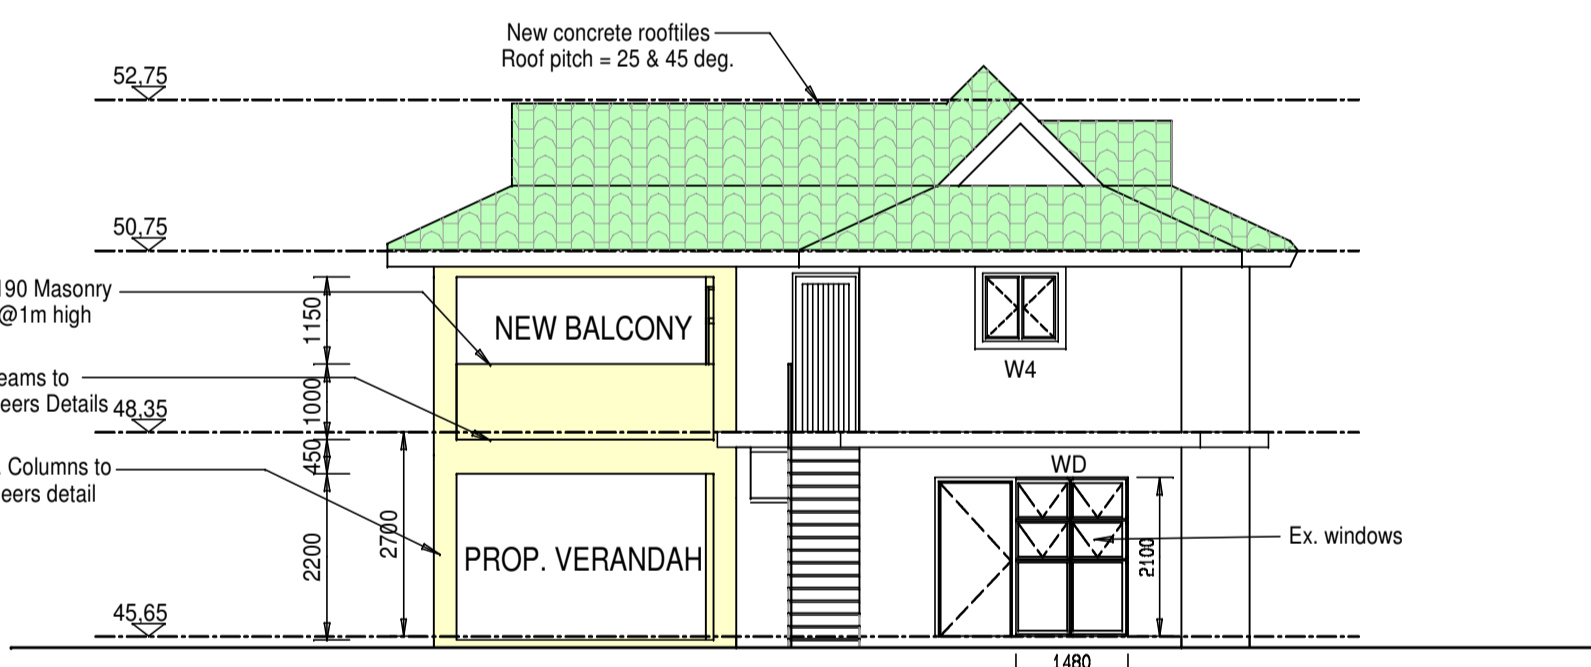 New concrete rooftiles
Roof pitch = 25 & 45 deg.
52,75
50,75
190 Masonry
@1m high
1150
NEW BALCONY
W4
eams to
eers Details
1000
48,35
450
. Columns to
eers detail
2200
2700
PROP. VERANDAH
WD
2100
Ex. windows
45,65
1480